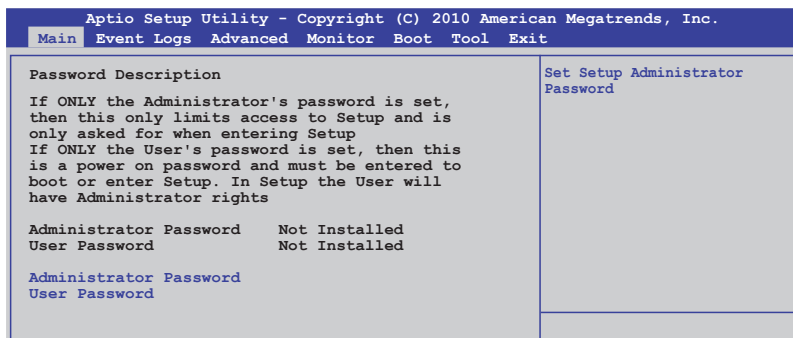 Aptio Setup Utility - Copyright (C) 2010 American Megatrends, Inc.
Main Event Logs Advanced Monitor Boot Tool Exit
Password Description
If ONLY the Administrator's password is set,
then this only limits access to Setup and is
only asked for when entering Setup
If ONLY the User's password is set, then this
is a power on password and must be entered to
boot or enter Setup. In Setup the User will
have Administrator rights
Administrator Password Not Installed
User Password Not Installed
Administrator Password
User Password
Set Setup Administrator
Password